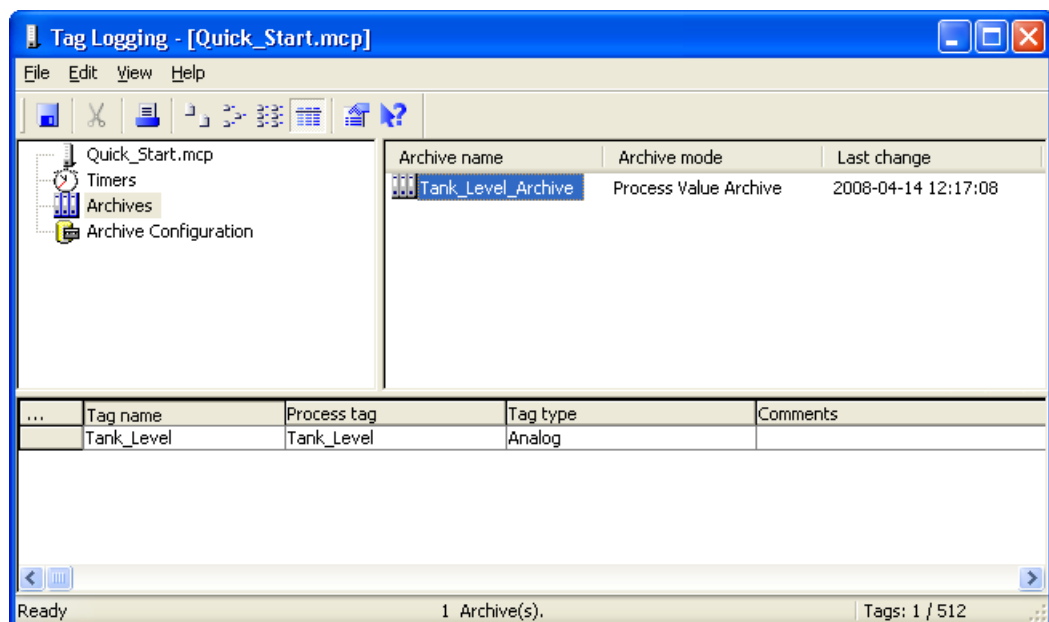 Tag Logging - [Quick_Start.mcp]
File Edit View Help
Quick_Start.mcp
Timers
Archives
Archive Configuration
Archive name Archive mode Last change
Tank_Level_Archive Process Value Archive 2008-04-14 12:17:08
... Tag name Process tag Tag type Comments
Tank_Level Tank_Level Analog
Ready 1 Archive(s). Tags: 1 / 512